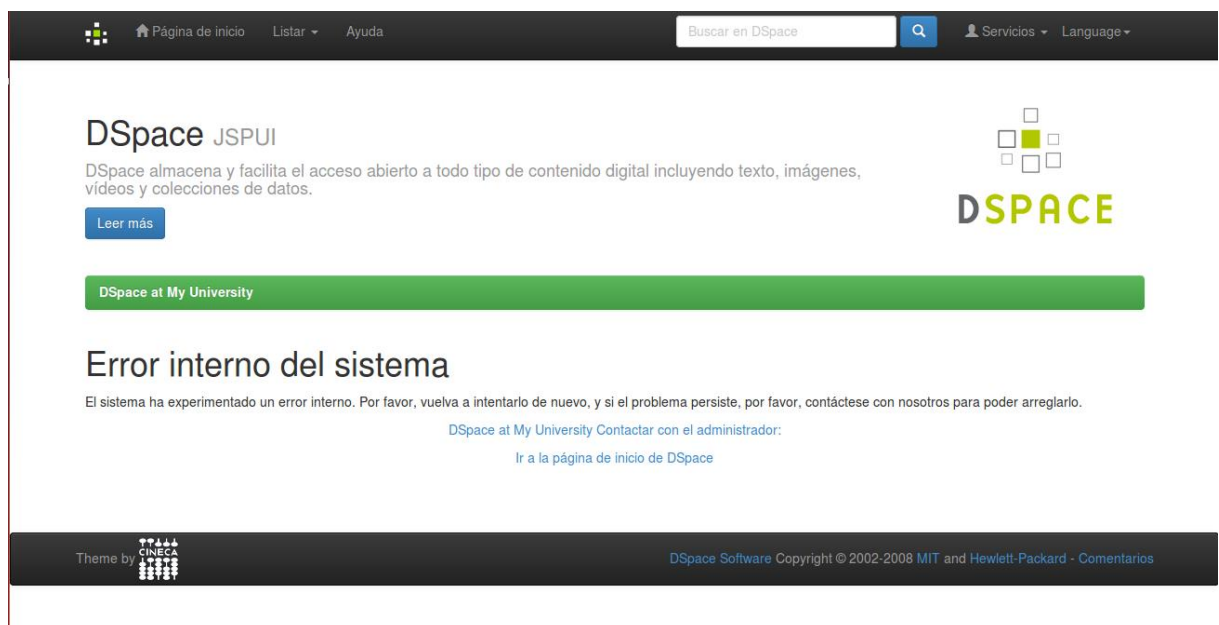 Página de inicio Listar Ayuda Buscar en DSpace Servicios Language
DSpace JSPUI
DSpace almacena y facilita el acceso abierto a todo tipo de contenido digital incluyendo texto, imágenes,
vídeos y colecciones de datos.
Leer más
DSPACE
DSpace at My University
Error interno del sistema
El sistema ha experimentado un error interno. Por favor, vuelva a intentarlo de nuevo, y si el problema persiste, por favor, contáctese con nosotros para poder arreglarlo.
DSpace at My University Contactar con el administrador:
Ir a la página de inicio de DSpace
Theme by CINECA DSpace Software Copyright © 2002-2008 MIT and Hewlett-Packard - Comentarios